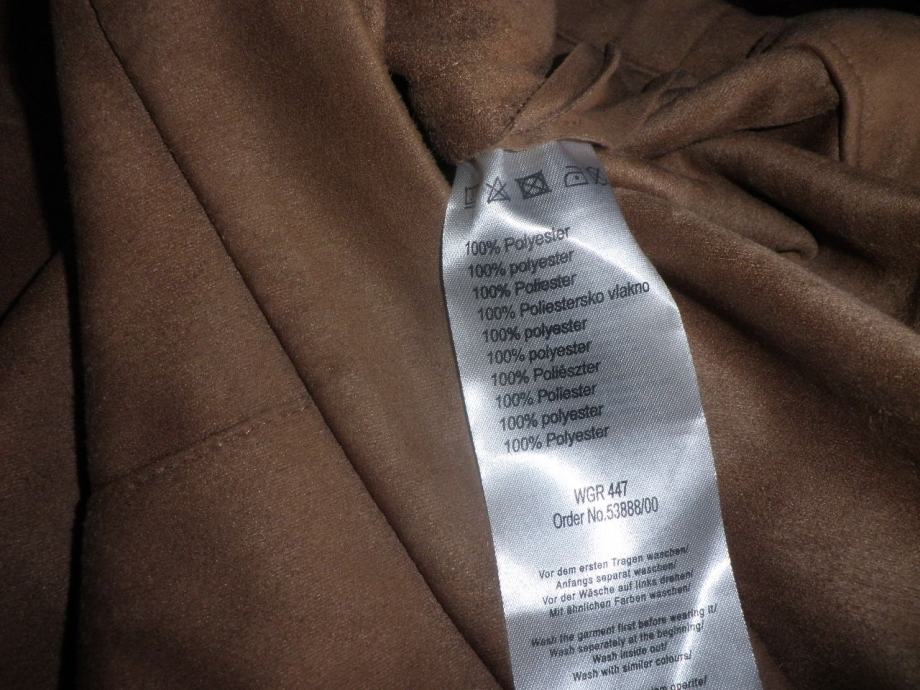 100% Polyester
100% polyester
100% Poliester
100% Poliestersko vlakno
100% polyester
100% polyester
100% Poliészter
100% Poliester
100% polyester
100% Polyester
WGR 447
Order No.53888/00
Vor dem ersten Tragen waschen/
Anfangs separat waschen/
Vor der Wäsche auf links drehen/
Mit ähnlichen Farben waschen/
Wash the garment first before wearing it/
Wash separately at the beginning/
Wash inside out/
Wash with similar colours/